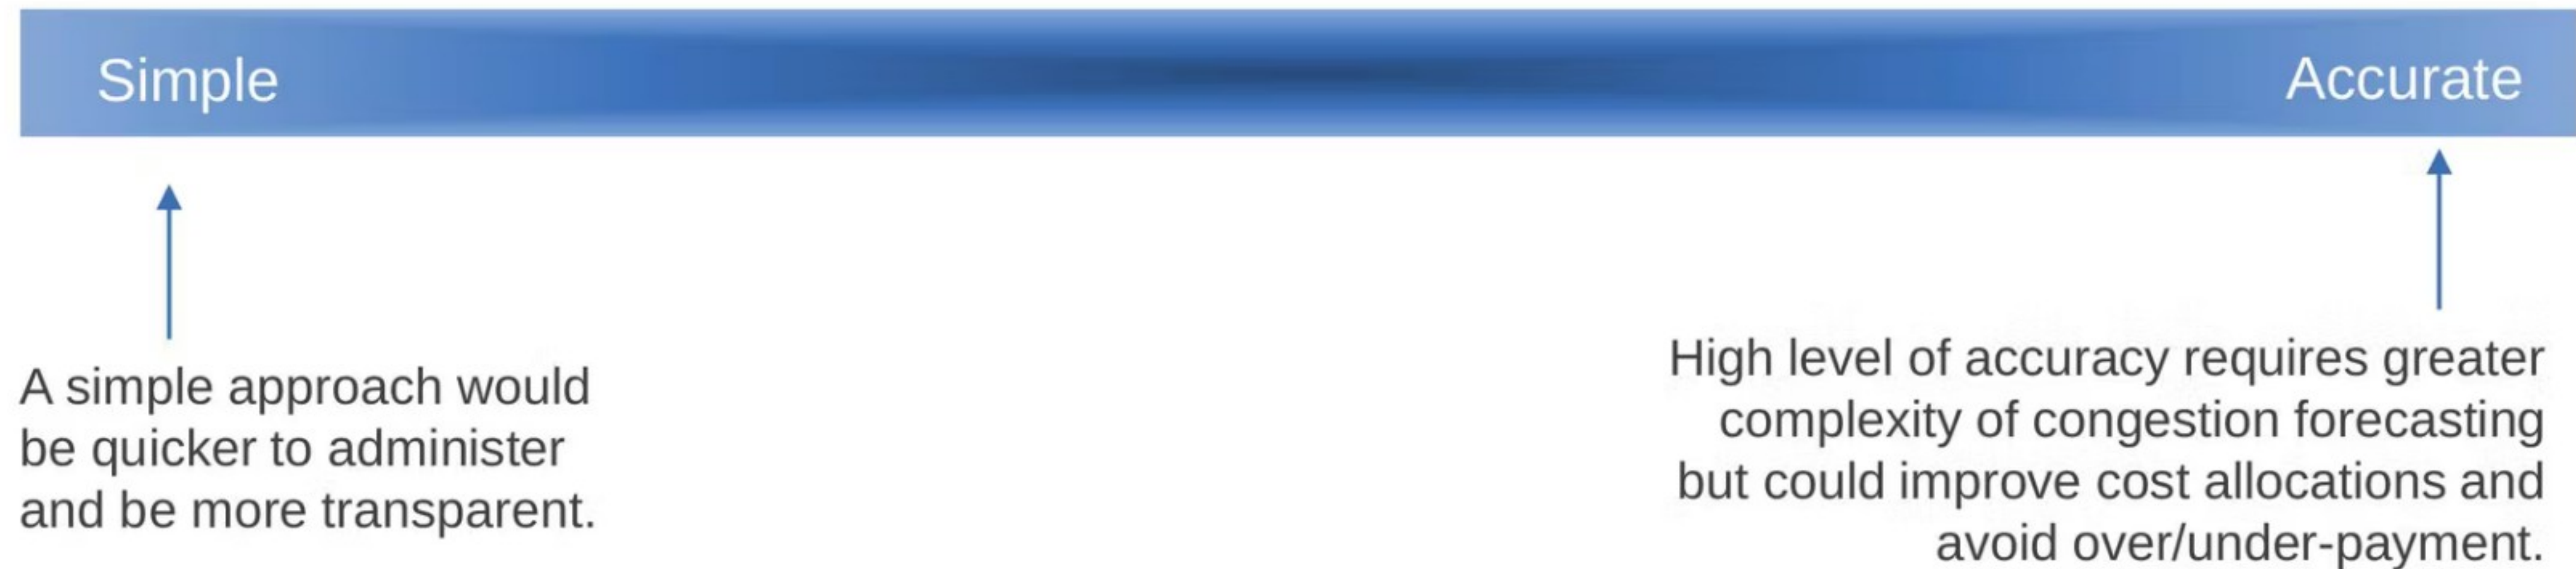 Simple
Accurate
A simple approach would
be quicker to administer
and be more transparent.
High level of accuracy requires greater
complexity of congestion forecasting
but could improve cost allocations and
avoid over/under-payment.